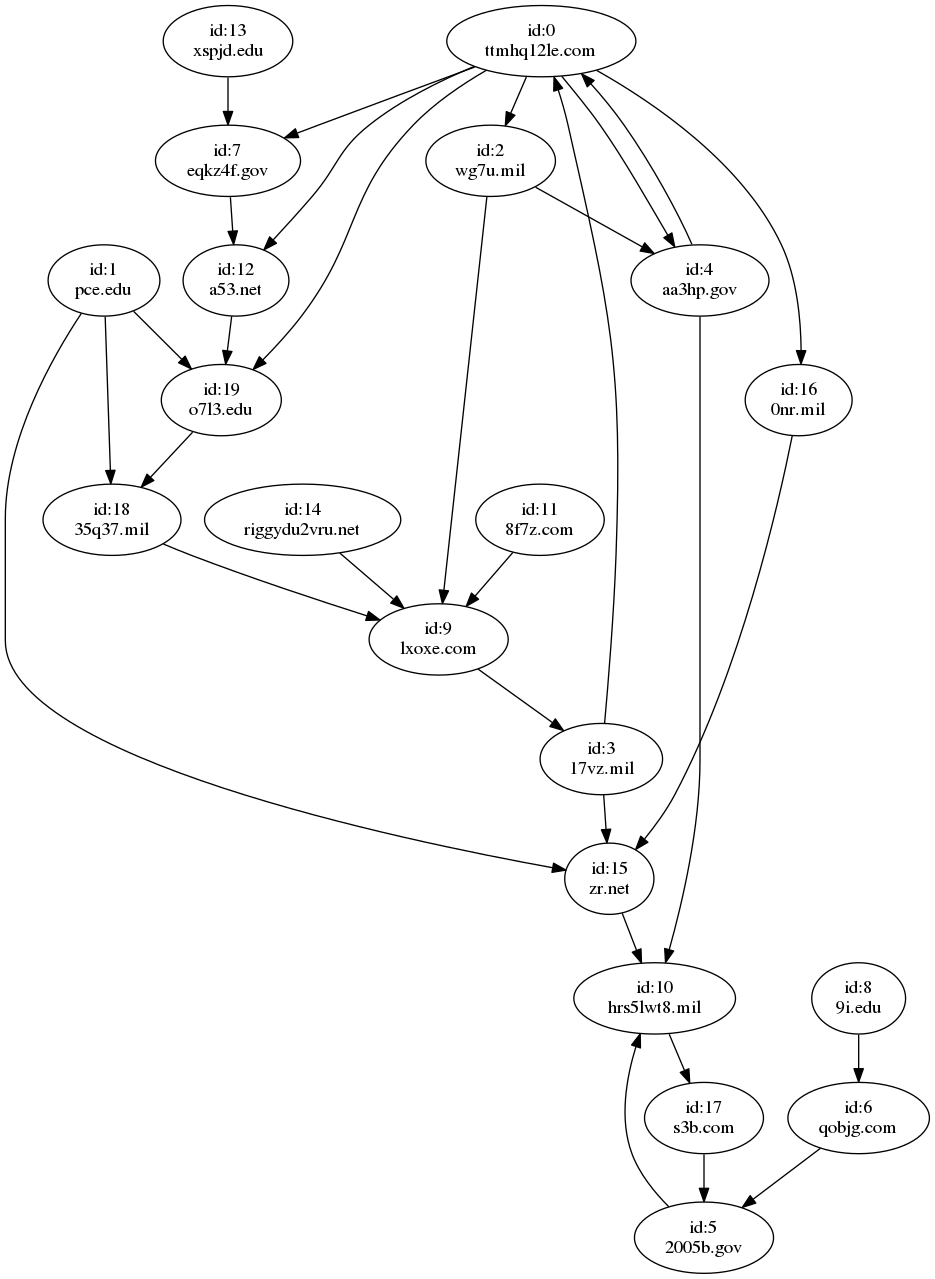 id:13
xspjd.edu
id:0
ttmhq12le.com
id:7
eqkz4f.gov
id:2
wg7u.mil
id:1
pce.edu
id:12
a53.net
id:4
aa3hp.gov
id:19
o7l3.edu
id:16
0nr.mil
id:18
35q37.mil
id:14
riggydu2vru.net
id:11
8f7z.com
id:9
lxoxe.com
id:3
17vz.mil
id:15
zr.net
id:10
hrs5lwt8.mil
id:8
9i.edu
id:17
s3b.com
id:6
qobjg.com
id:5
2005b.gov